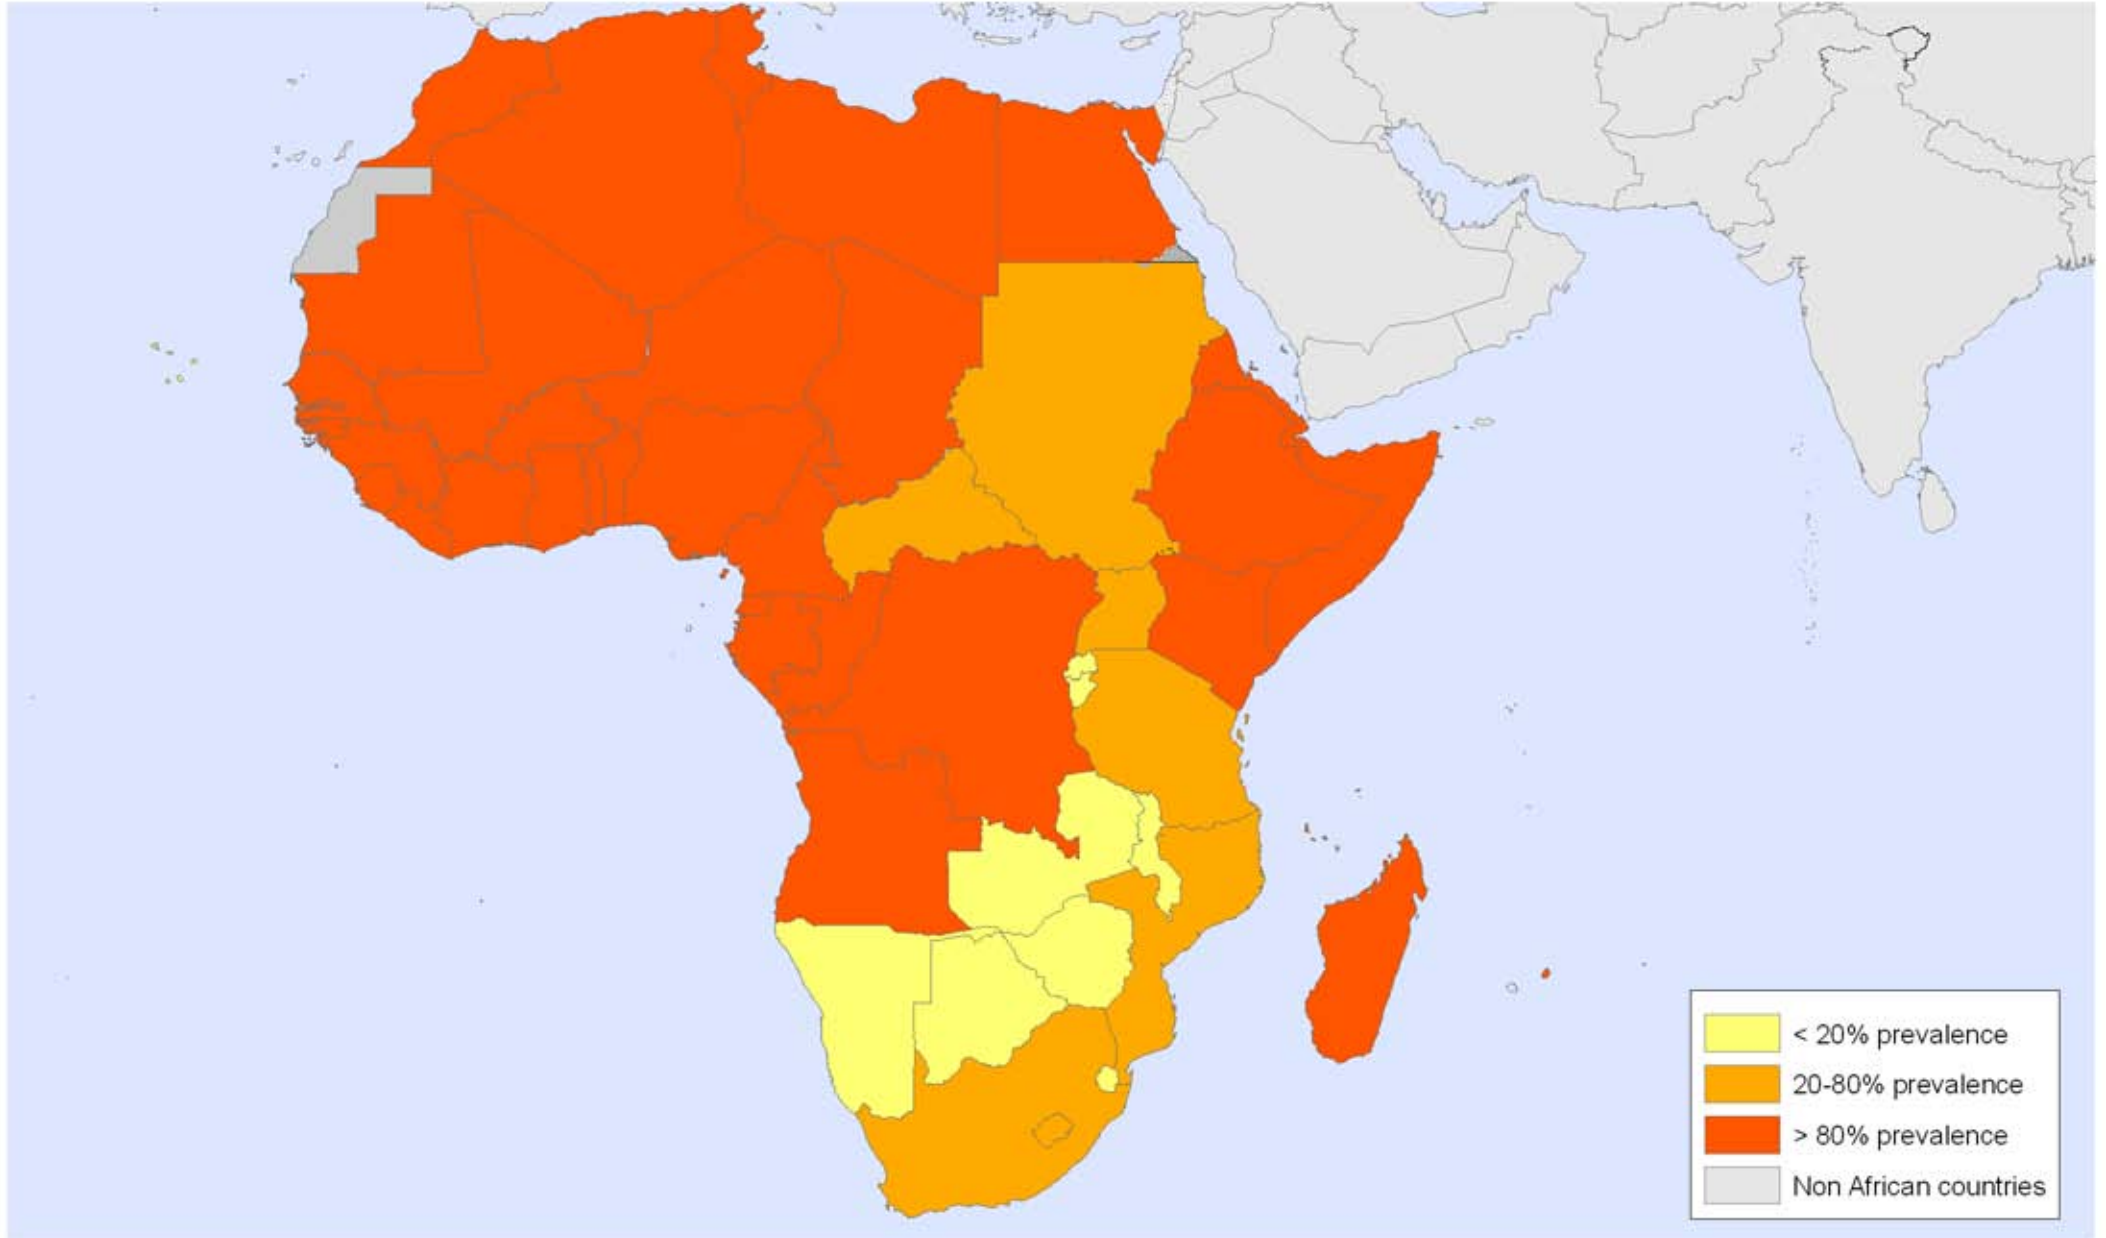 < 20% prevalence
20-80% prevalence
> 80% prevalence
Non African countries